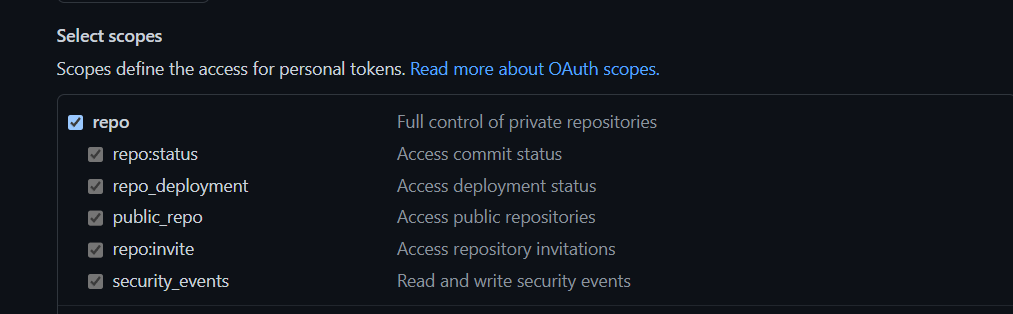 Select scopes
Scopes define the access for personal tokens. Read more about OAuth scopes.
repo Full control of private repositories
repo:status Access commit status
repo_deployment Access deployment status
public_repo Access public repositories
repo:invite Access repository invitations
security_events Read and write security events